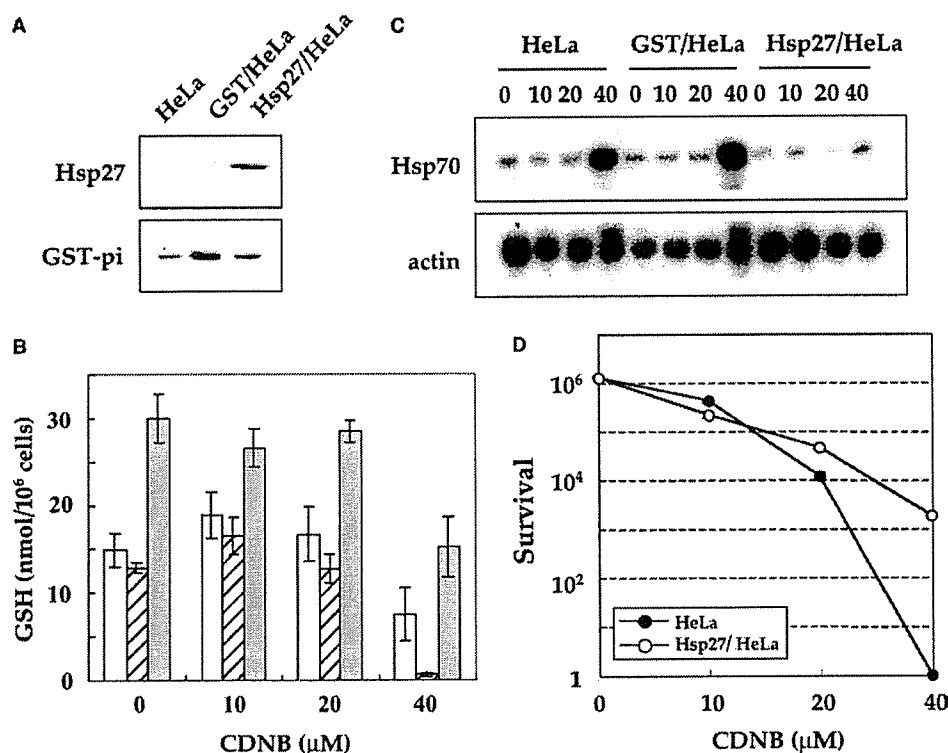 A
HeLa
GST/HeLa
Hsp27/HeLa
Hsp27
GST-pi
C
HeLa GST/HeLa Hsp27/HeLa
0 10 20 40 0 10 20 40 0 10 20 40
Hsp70
actin
B
GSH (nmol/10⁶ cells)
30
20
10
0
0 10 20 40
CDNB (µM)
D
Survival
10⁶
10⁴
10²
1
HeLa
Hsp27/ HeLa
0 10 20 40
CDNB (µM)